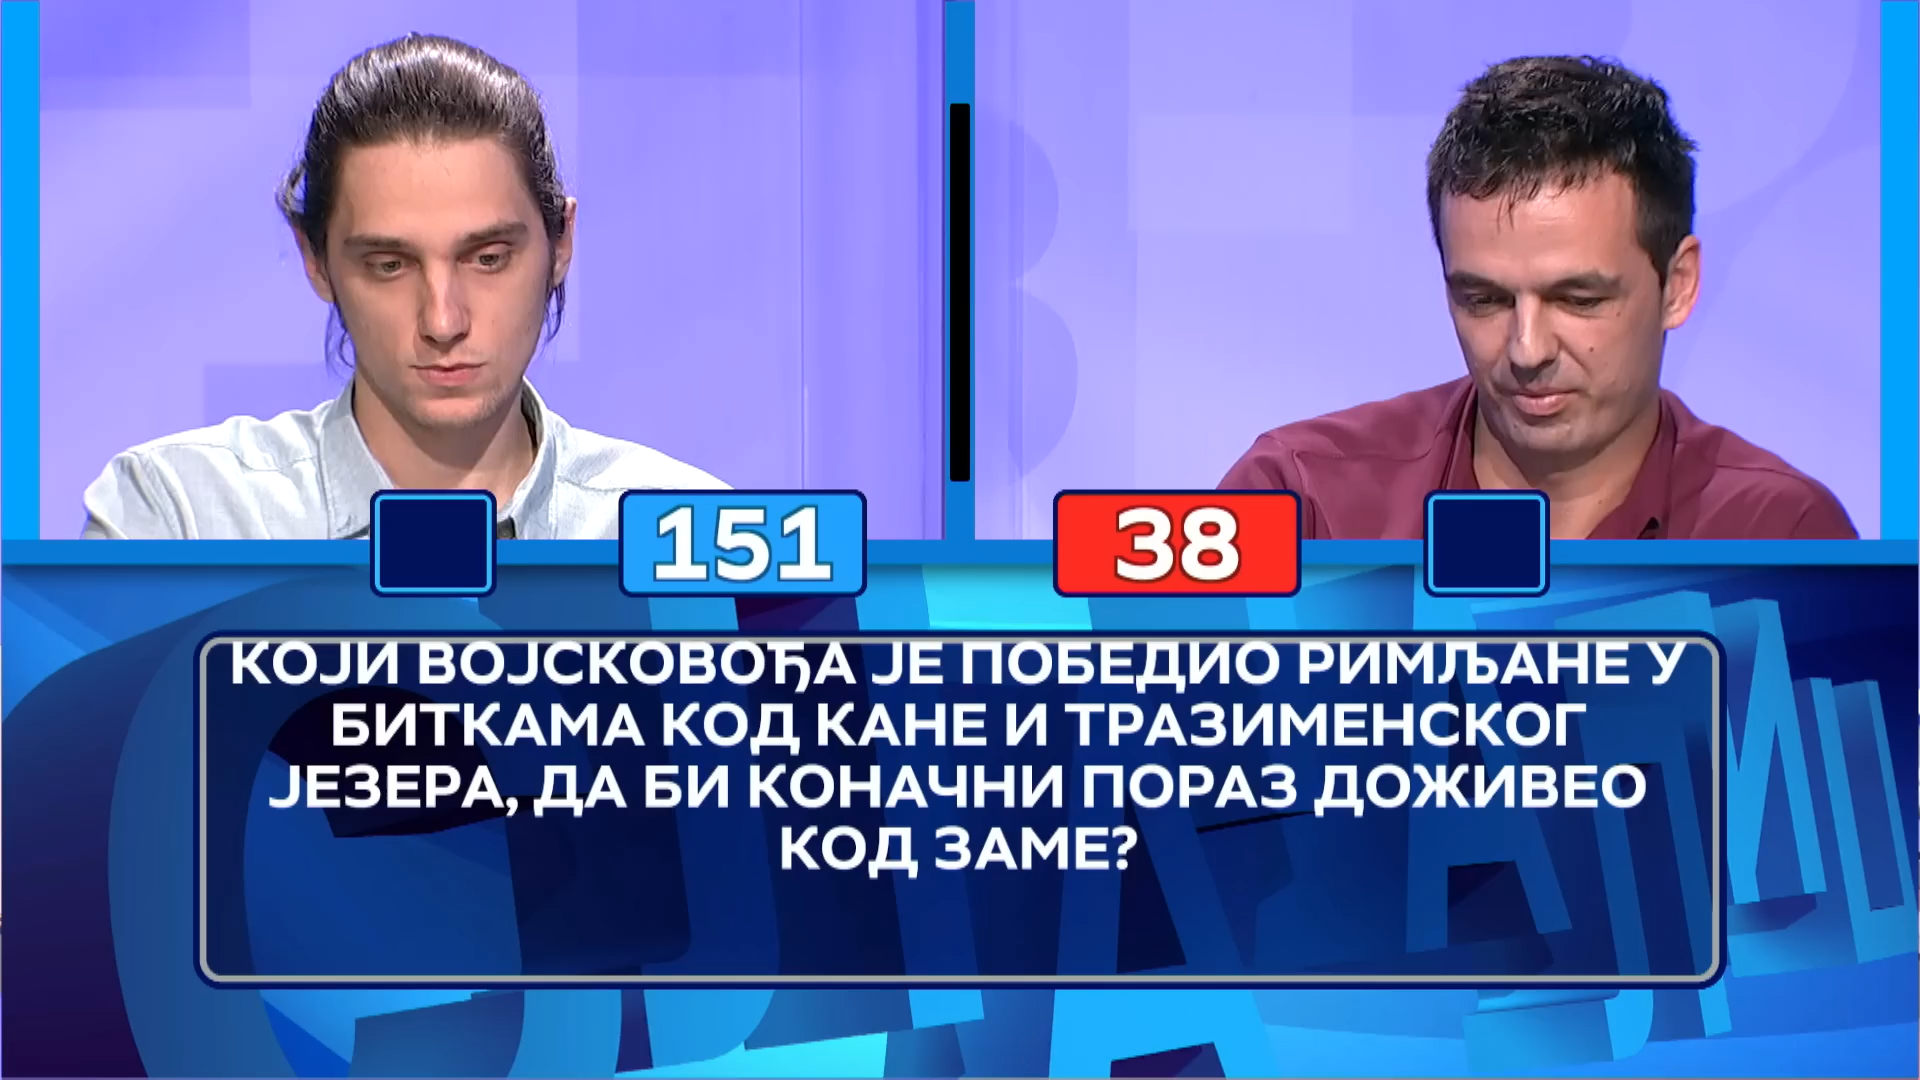 151
38
КОЈИ ВОЈСКОВОЂА ЈЕ ПОБЕДИО РИМЉАНЕ У
БИТКАМА КОД КАНЕ И ТРАЗИМЕНСКОГ
ЈЕЗЕРА, ДА БИ КОНАЧНИ ПОРАЗ ДОЖИВЕО
КОД ЗАМЕ?